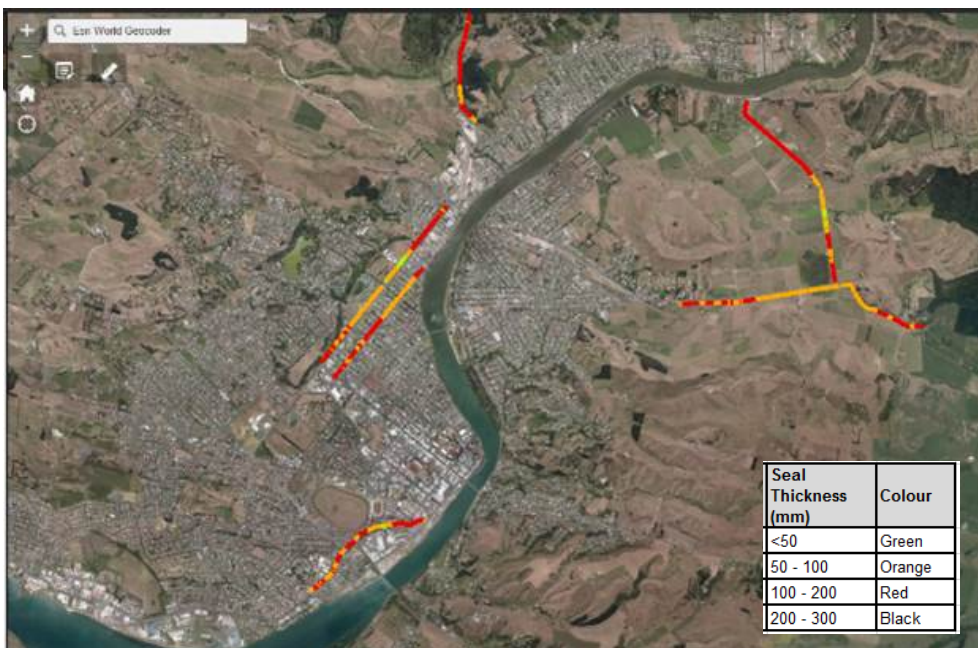 Esri World Geocoder
Seal
Thickness
(mm)
Colour
<50
Green
50 - 100
Orange
100 - 200
Red
200 - 300
Black